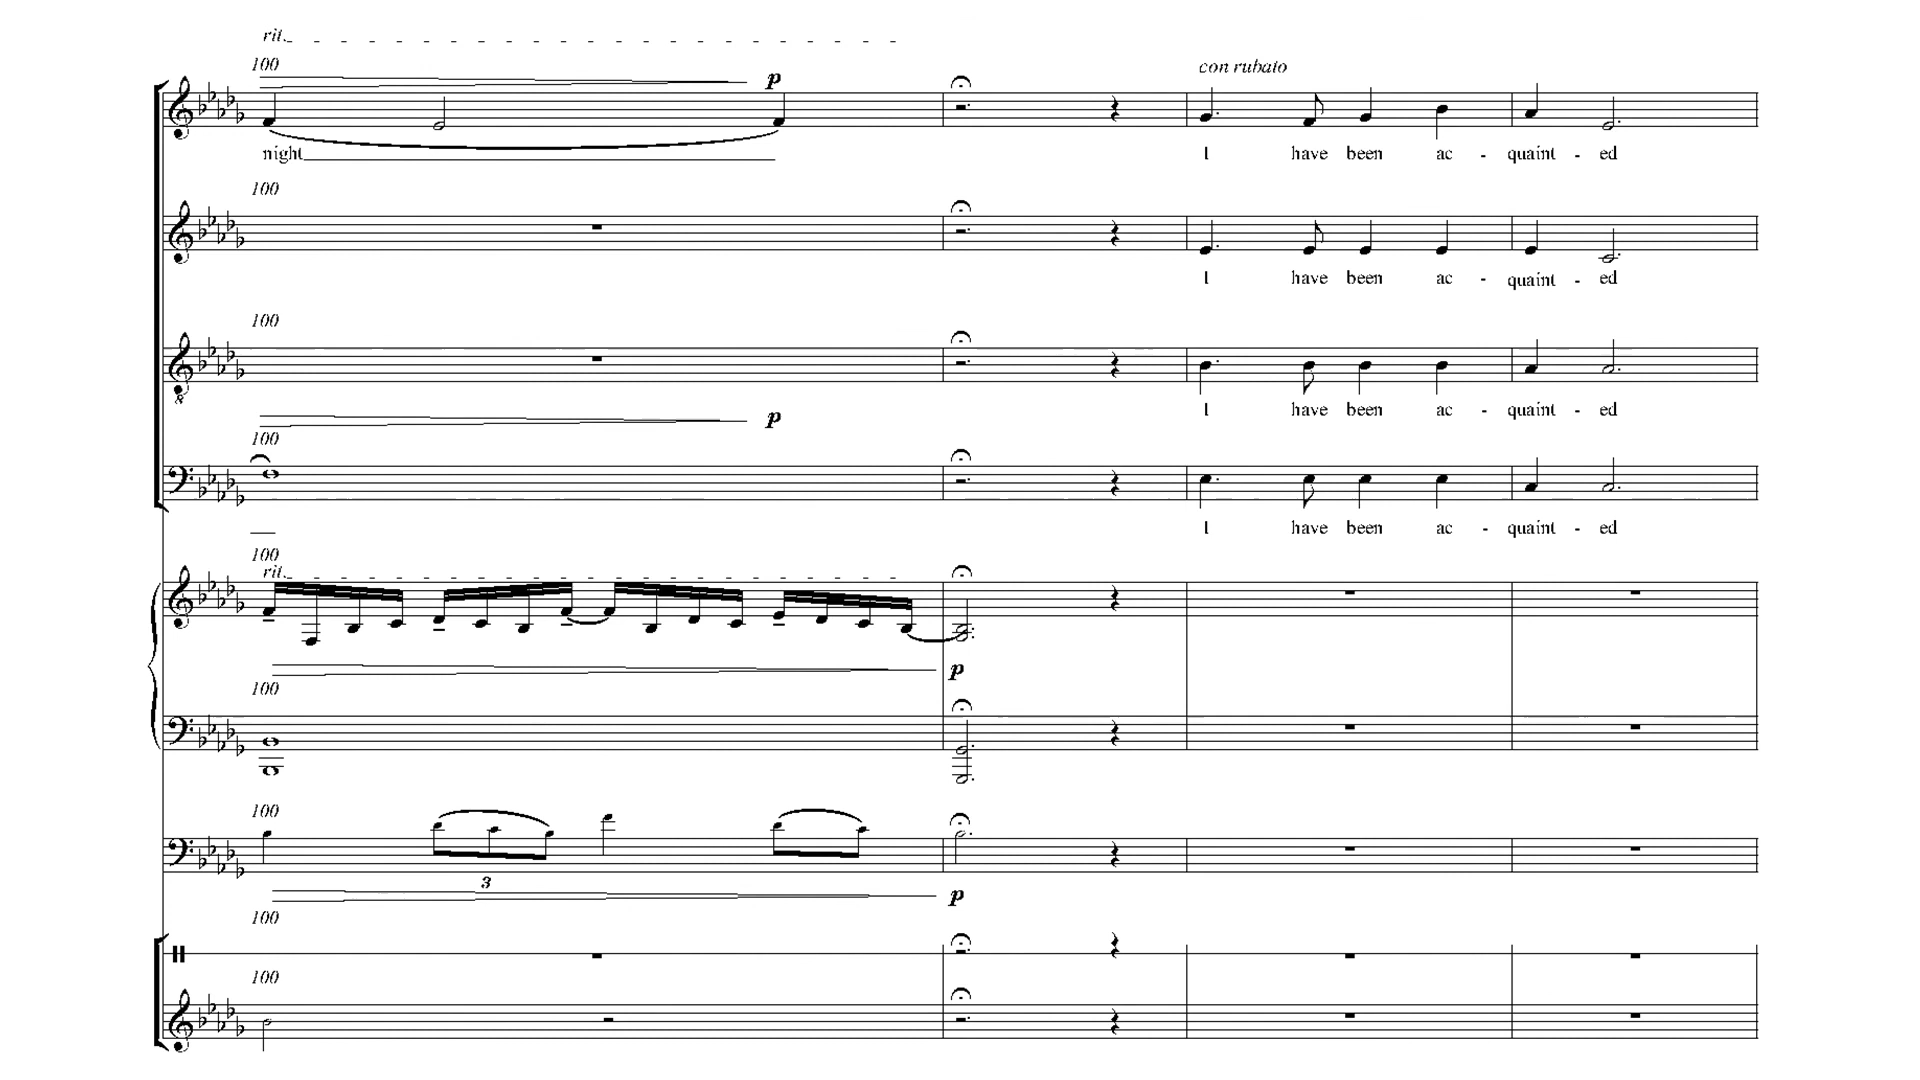 rit.
100
p
con rubato
night I have been ac - quaint - ed
100
I have been ac - quaint - ed
100
8
I have been ac - quaint - ed
p
100
I have been ac - quaint - ed
100
rit.
p
100
100
3
p
100
100